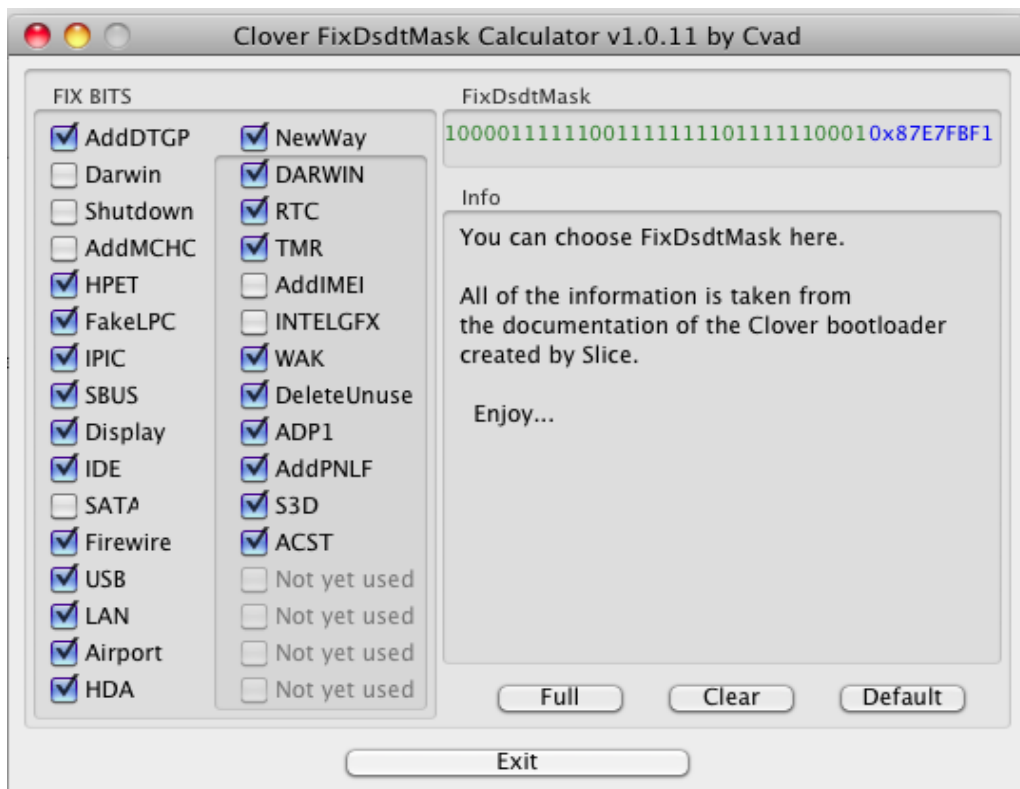 Clover FixDsdtMask Calculator v1.0.11 by Cvad
FIX BITS
AddDTGP
Darwin
Shutdown
AddMCHC
HPET
FakeLPC
IPIC
SBUS
Display
IDE
SATA
Firewire
USB
LAN
Airport
HDA
NewWay
DARWIN
RTC
TMR
AddIMEI
INTELGFX
WAK
DeleteUnuse
ADP1
AddPNLF
S3D
ACST
Not yet used
Not yet used
Not yet used
Not yet used
FixDsdtMask
10000111111001111111101111110001 0x87E7FBF1
Info
You can choose FixDsdtMask here.
All of the information is taken from
the documentation of the Clover bootloader
created by Slice.
Enjoy...
Full
Clear
Default
Exit